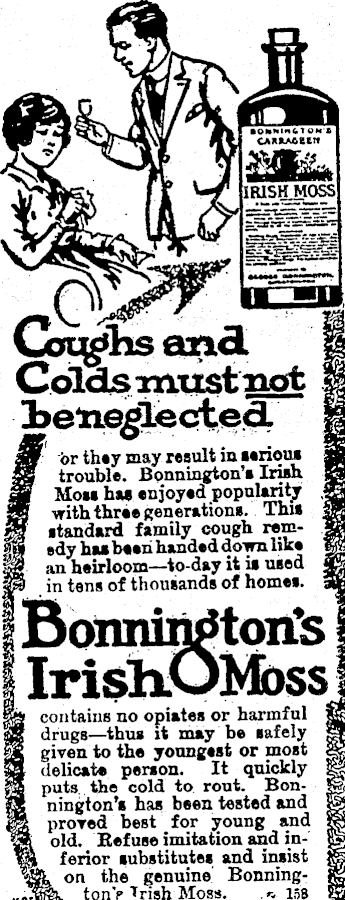 BONNINGTON'S
CARRAGEEN
IRISH MOSS
GEORGE BONNINGTON,
Coughs and
Colds must not
be neglected
or they may result in serious
trouble. Bonnington's Irish
Moss has enjoyed popularity
with three generations. This
standard family cough rem-
edy has been handed down like
an heirloom—to-day it is used
in tens of thousands of homes.
Bonnington's
Irish Moss
contains no opiates or harmful
drugs—thus it may be safely
given to the youngest or most
delicate person. It quickly
puts the cold to rout. Bon-
nington's has been tested and
proved best for young and
old. Refuse imitation and in-
ferior substitutes and insist
on the genuine Bonning-
ton's Irish Moss. 158